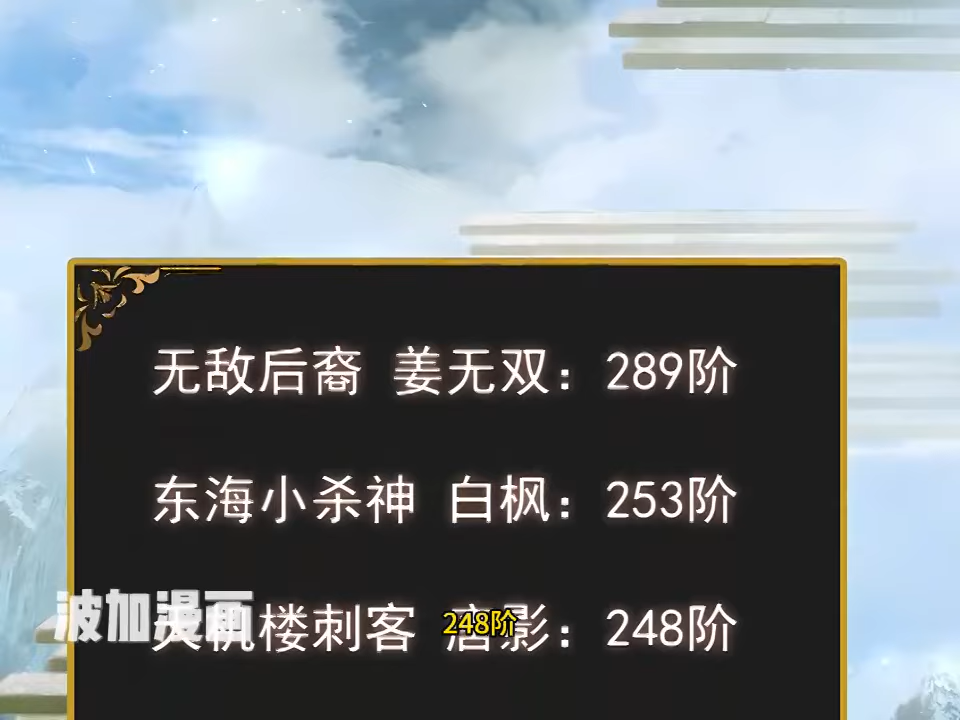 无敌后裔 姜无双：289阶
东海小杀神 白枫：253阶
天机楼刺客 唐影：248阶
波加漫画
248阶